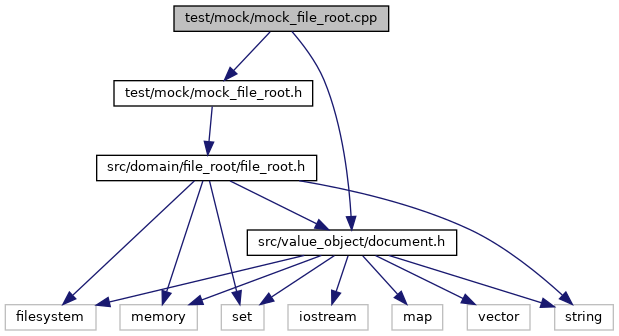 test/mock/mock_file_root.cpp
test/mock/mock_file_root.h
src/domain/file_root/file_root.h
src/value_object/document.h
filesystem
memory
set
iostream
map
vector
string